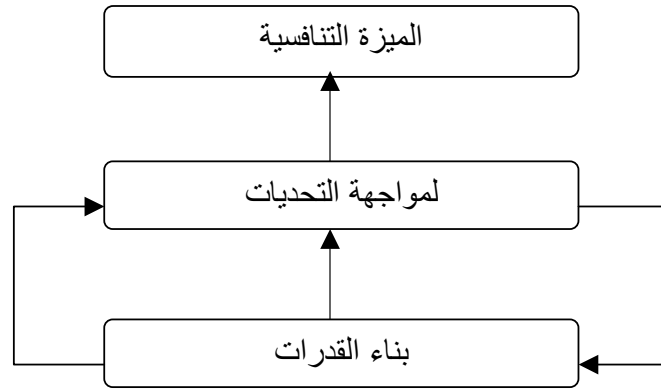 الميزة التنافسية
لمواجهة التحديات
بناء القدرات